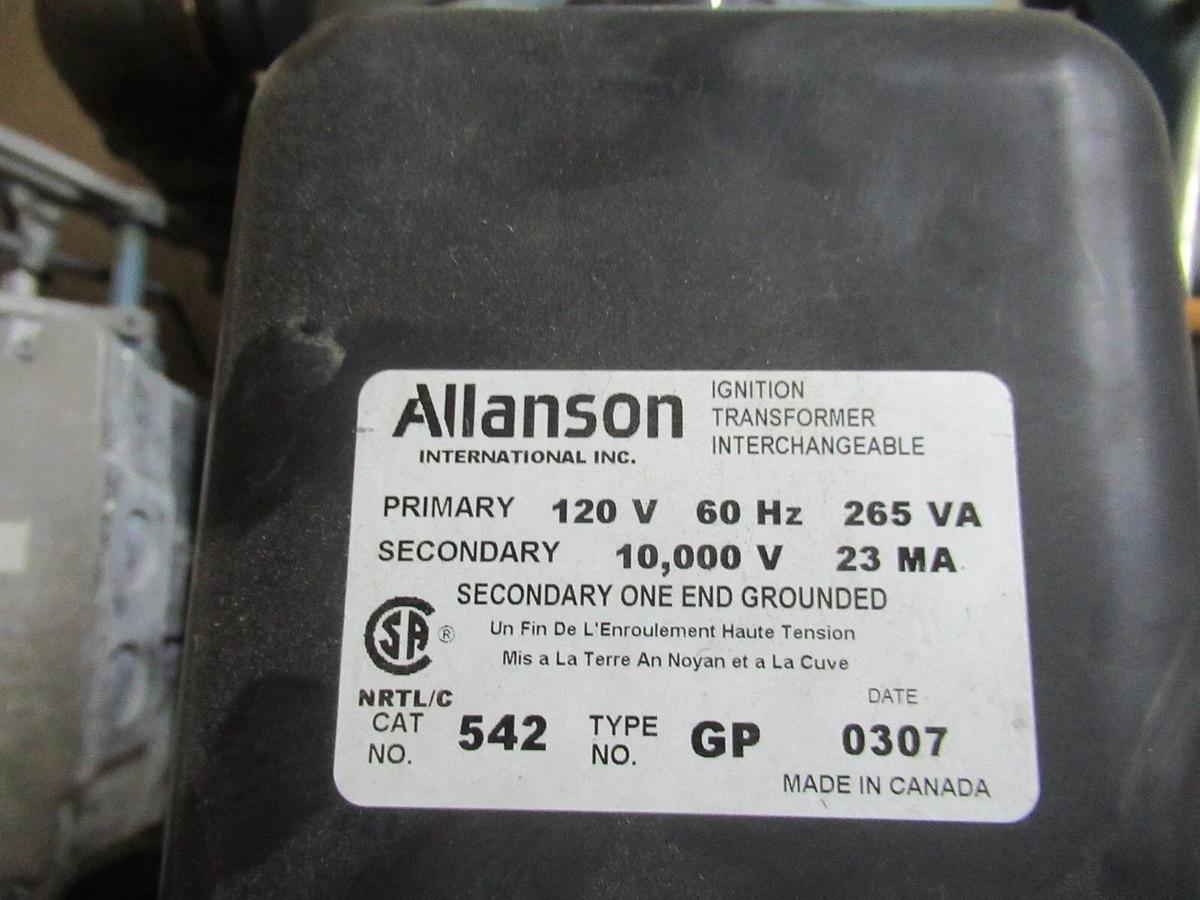 Allanson
INTERNATIONAL INC.
IGNITION
TRANSFORMER
INTERCHANGEABLE
PRIMARY 120 V 60 Hz 265 VA
SECONDARY 10,000 V 23 MA
SECONDARY ONE END GROUNDED
Un Fin De L'Enroulement Haute Tension
Mis a La Terre An Noyan et a La Cuve
CSA ®
NRTL/C
CAT NO. 542 TYPE NO. GP DATE 0307
MADE IN CANADA